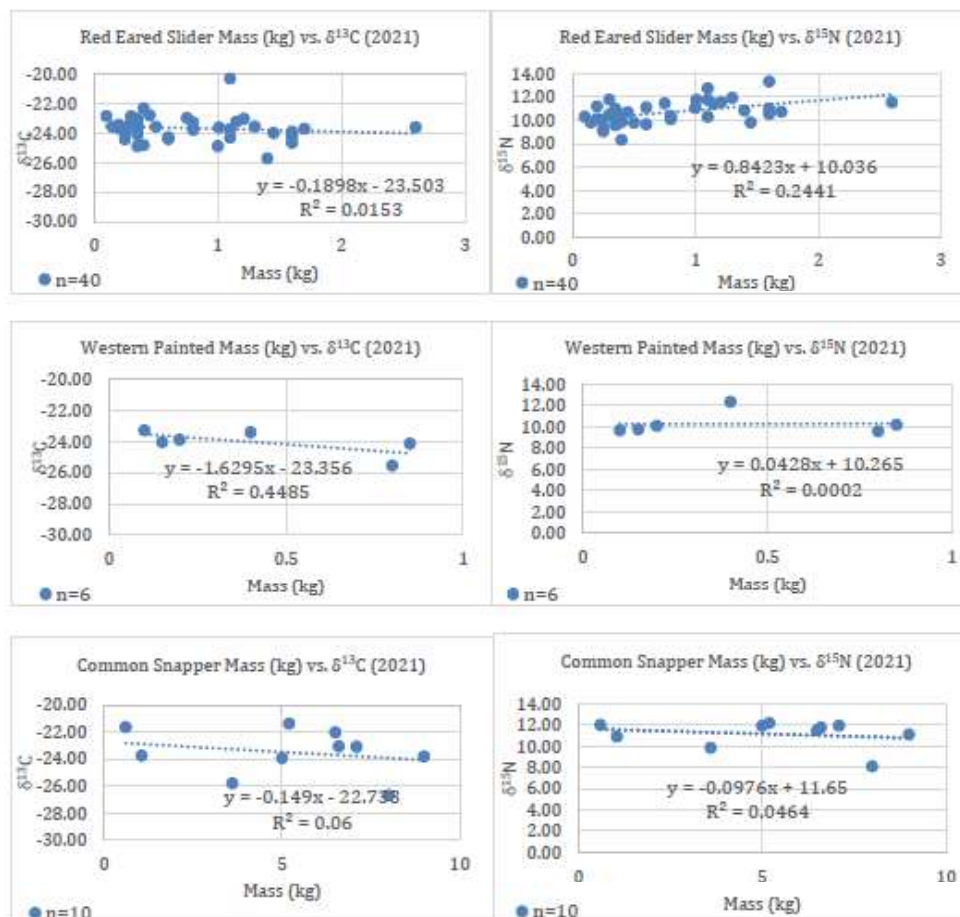 Red Eared Slider Mass (kg) vs. δ¹³C (2021)
-20.00
-22.00
-24.00
-26.00
-28.00
-30.00
δ¹³C
y = -0.1898x - 23.503
R² = 0.0153
0 1 2 3
Mass (kg)
n=40
Red Eared Slider Mass (kg) vs. δ¹⁵N (2021)
14.00
12.00
10.00
8.00
6.00
4.00
2.00
0.00
δ¹⁵N
y = 0.8423x + 10.036
R² = 0.2441
0 1 2 3
Mass (kg)
n=40
Western Painted Mass (kg) vs. δ¹³C (2021)
-20.00
-22.00
-24.00
-26.00
-28.00
-30.00
δ¹³C
y = -1.6295x - 23.356
R² = 0.4485
0 0.5 1
Mass (kg)
n=6
Western Painted Mass (kg) vs. δ¹⁵N (2021)
14.00
12.00
10.00
8.00
6.00
4.00
2.00
0.00
δ¹⁵N
y = 0.0428x + 10.265
R² = 0.0002
0 0.5 1
Mass (kg)
n=6
Common Snapper Mass (kg) vs. δ¹³C (2021)
-20.00
-22.00
-24.00
-26.00
-28.00
-30.00
δ¹³C
y = -0.149x - 22.738
R² = 0.06
0 5 10
Mass (kg)
n=10
Common Snapper Mass (kg) vs. δ¹⁵N (2021)
14.00
12.00
10.00
8.00
6.00
4.00
2.00
0.00
δ¹⁵N
y = -0.0976x + 11.65
R² = 0.0464
0 5 10
Mass (kg)
n=10